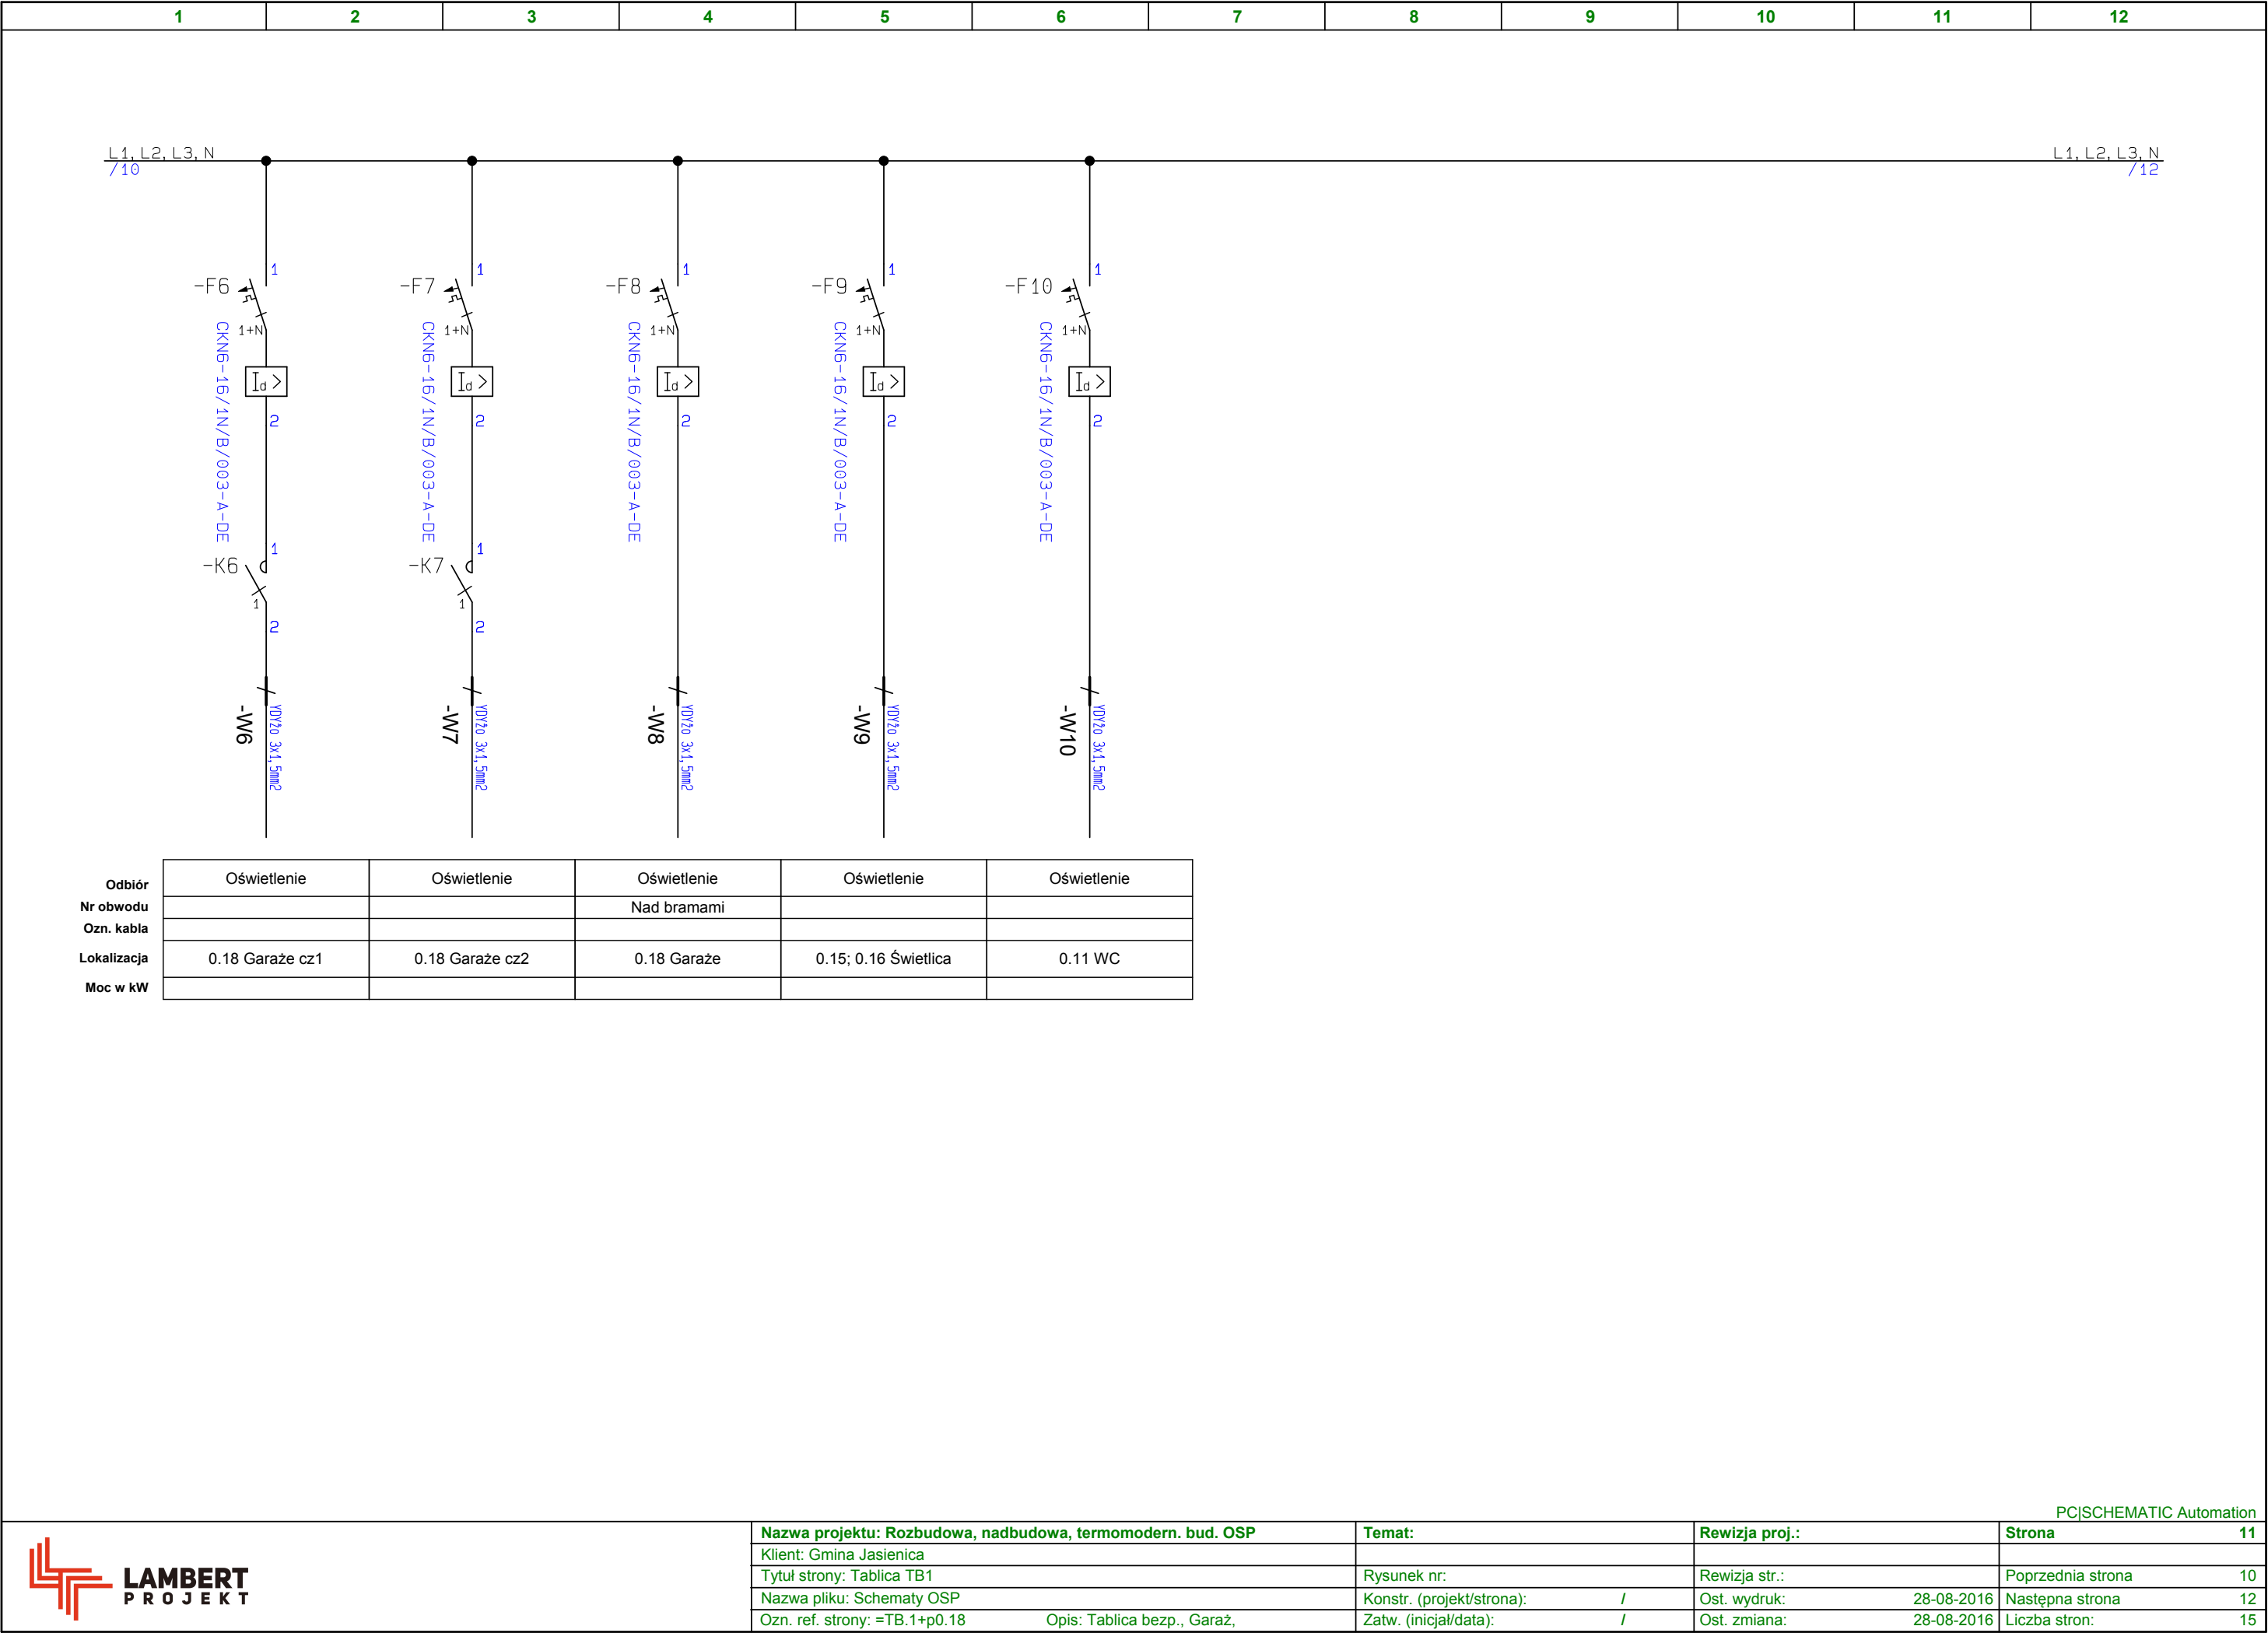 1 2 3 4 5 6 7 8 9 10 11 12
L1, L2, L3, N L1, L2, L3, N
/10 /12
1 1 1 1 1
-F6 -F7 -F8 -F9 -F10
1+N 1+N 1+N 1+N 1+N
CKN6-16/1N/B/003-A-DE CKN6-16/1N/B/003-A-DE CKN6-16/1N/B/003-A-DE CKN6-16/1N/B/003-A-DE CKN6-16/1N/B/003-A-DE
Id > Id > Id > Id > Id >
2 2 2 2 2
1 1
-K6 -K7
1 1
2 2
-W6 YDYżo 3x1,5mm2 -W7 YDYżo 3x1,5mm2 -W8 YDYżo 3x1,5mm2 -W9 YDYżo 3x1,5mm2 -W10 YDYżo 3x1,5mm2
Odbiór Oświetlenie Oświetlenie Oświetlenie Oświetlenie Oświetlenie
Nr obwodu Nad bramami
Ozn. kabla
Lokalizacja 0.18 Garaże cz1 0.18 Garaże cz2 0.18 Garaże 0.15; 0.16 Świetlica 0.11 WC
Moc w kW
PC|SCHEMATIC Automation
LAMBERT
PROJEKT
Nazwa projektu: Rozbudowa, nadbudowa, termomodern. bud. OSP Temat: Rewizja proj.: Strona 11
Klient: Gmina Jasienica
Tytuł strony: Tablica TB1 Rysunek nr: Rewizja str.: Poprzednia strona 10
Nazwa pliku: Schematy OSP Konstr. (projekt/strona): / Ost. wydruk: 28-08-2016 Następna strona 12
Ozn. ref. strony: =TB.1+p0.18 Opis: Tablica bezp., Garaż, Zatw. (inicjał/data): / Ost. zmiana: 28-08-2016 Liczba stron: 15